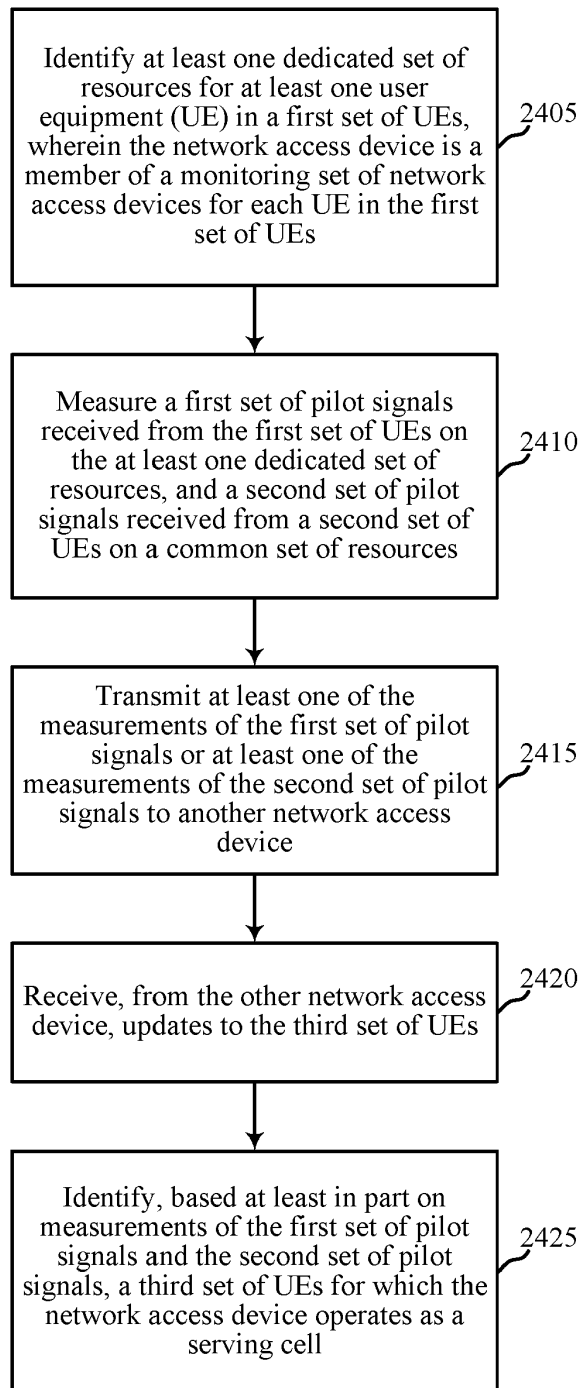 Identify at least one dedicated set of
resources for at least one user
equipment (UE) in a first set of UEs,
wherein the network access device is a
member of a monitoring set of network
access devices for each UE in the first
set of UEs
2405
Measure a first set of pilot signals
received from the first set of UEs on
the at least one dedicated set of
resources, and a second set of pilot
signals received from a second set of
UEs on a common set of resources
2410
Transmit at least one of the
measurements of the first set of pilot
signals or at least one of the
measurements of the second set of pilot
signals to another network access
device
2415
Receive, from the other network access
device, updates to the third set of UEs
2420
Identify, based at least in part on
measurements of the first set of pilot
signals and the second set of pilot
signals, a third set of UEs for which the
network access device operates as a
serving cell
2425